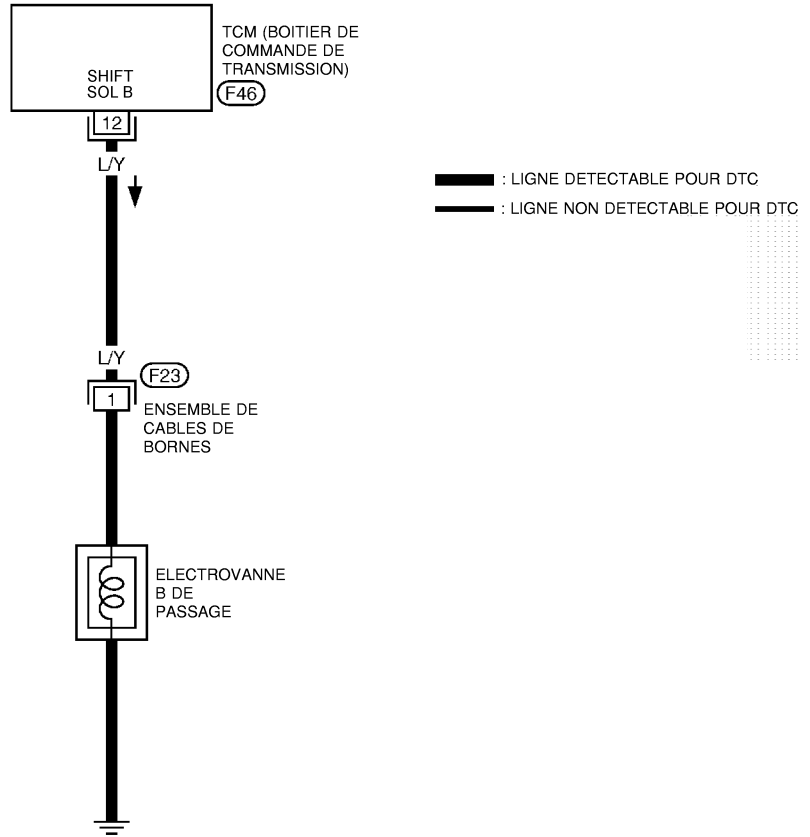 TCM (BOITIER DE
COMMANDE DE
TRANSMISSION)
SHIFT
SOL B
F46
12
L/Y
: LIGNE DETECTABLE POUR DTC
: LIGNE NON DETECTABLE POUR DTC
L/Y
F23
1
ENSEMBLE DE
CABLES DE
BORNES
ELECTROVANNE
B DE
PASSAGE